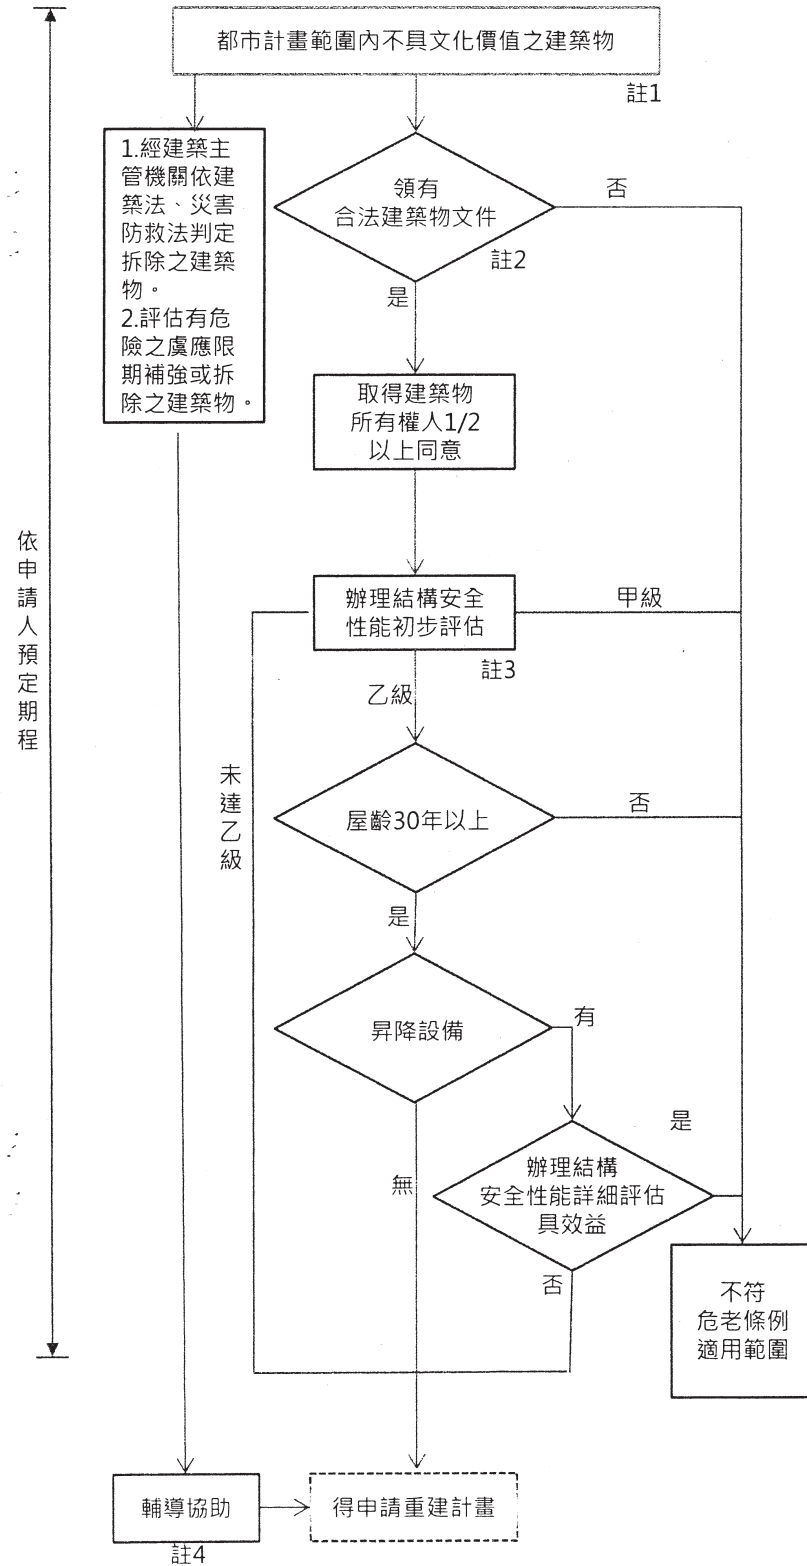 都市計畫範圍內不具文化價值之建築物
註1
1.經建築主
管機關依建
築法、災害
防救法判定
拆除之建築
物。
2.評估有危
險之虞應限
期補強或拆
除之建築物。
領有
合法建築物文件
註2
否
是
取得建築物
所有權人1/2
以上同意
辦理結構安全
性能初步評估
註3
甲級
乙級
未達乙級
依申請人預定期程
屋齡30年以上
否
是
昇降設備
有
無
辦理結構
安全性能詳細評估
具效益
是
否
不符
危老條例
適用範圍
輔導協助
註4
得申請重建計畫